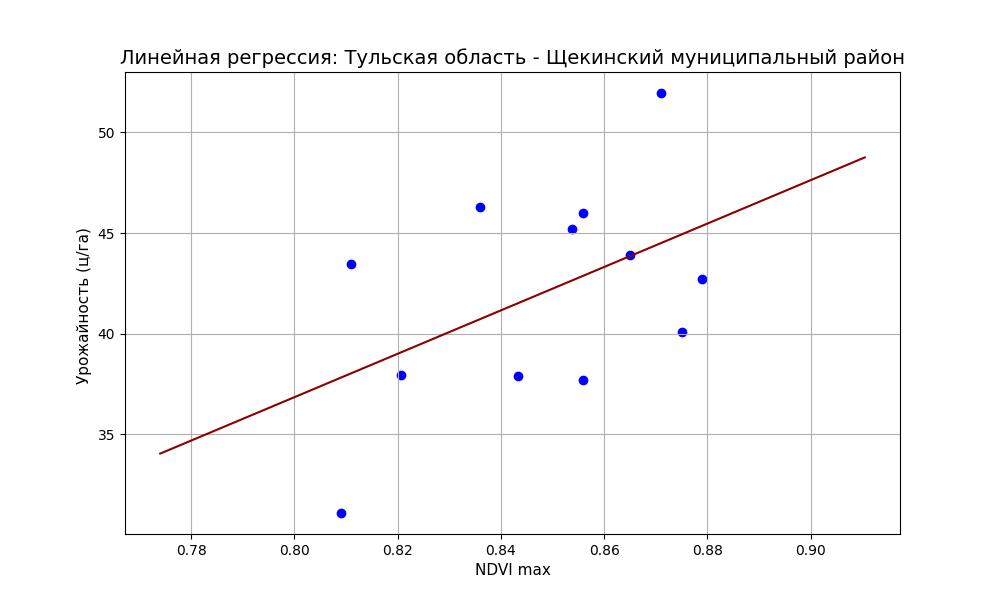 Линейная регрессия: Тульская область - Щекинский муниципальный район
Урожайность (ц/га)
50
45
40
35
0.78 0.80 0.82 0.84 0.86 0.88 0.90
NDVI max